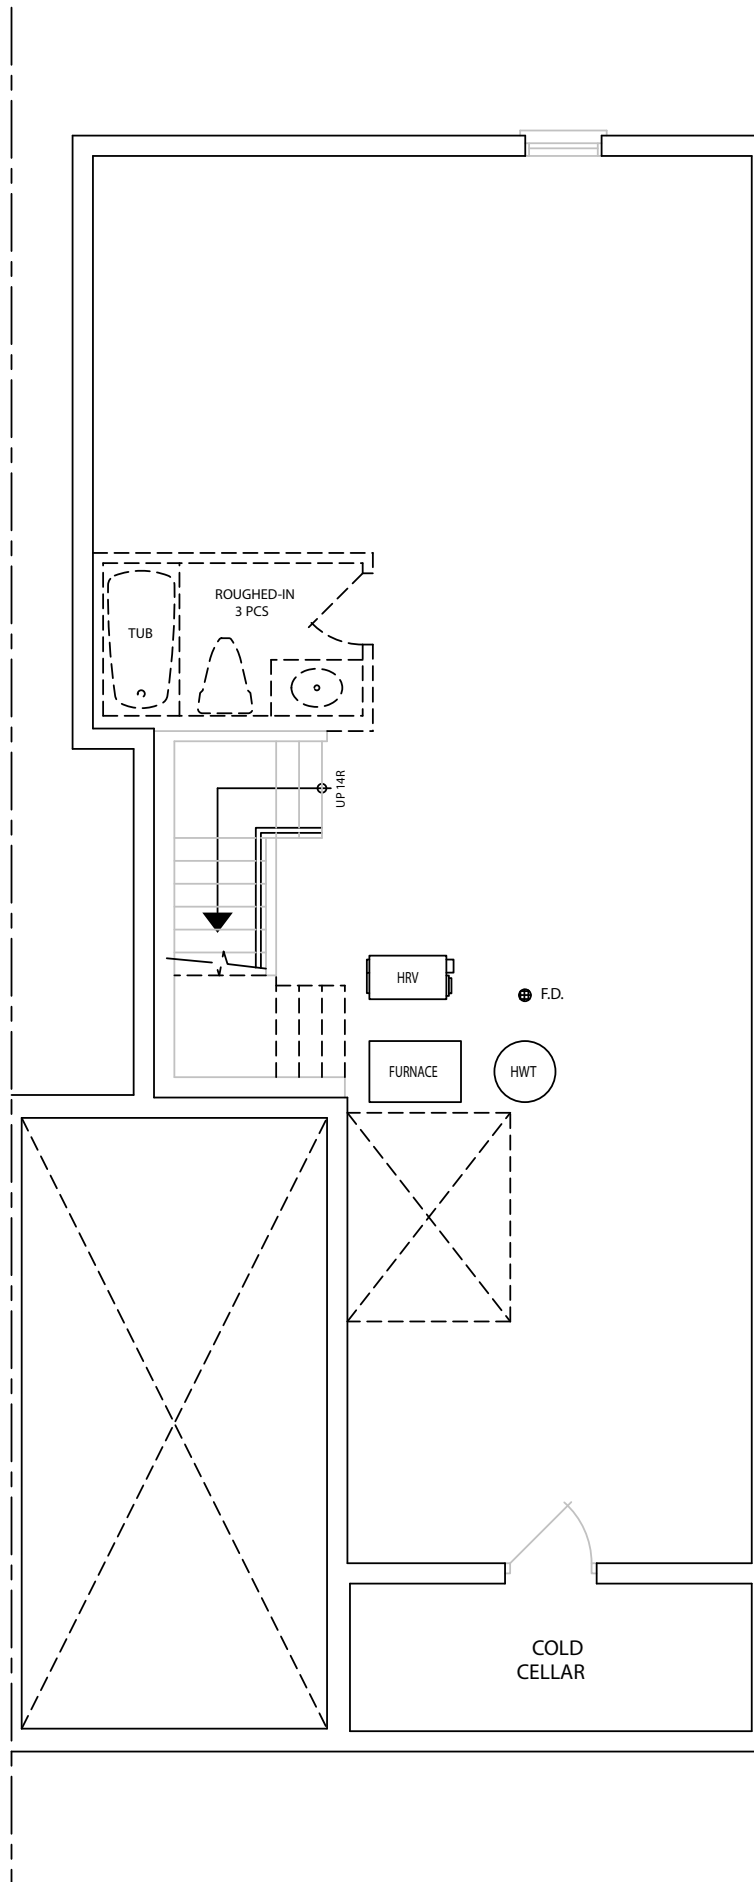 ROUGHED-IN
3 PCS
TUB
UP 14R
HRV
F.D.
FURNACE
HWT
COLD
CELLAR